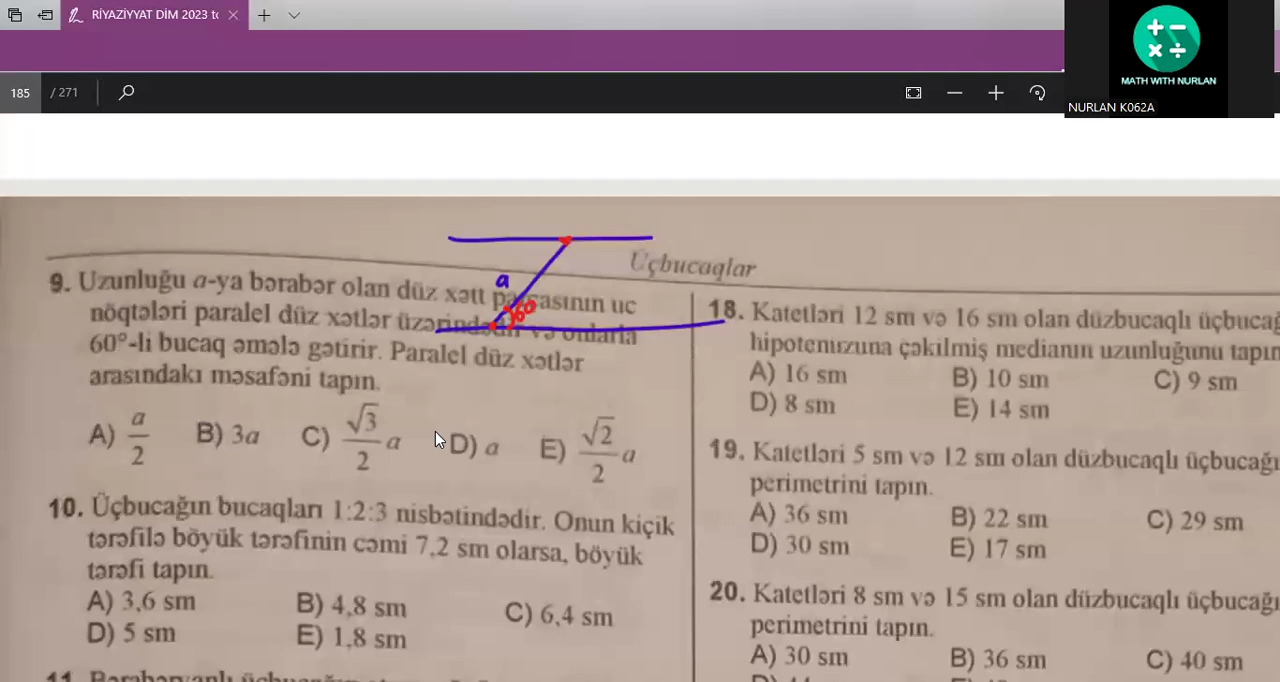 RİYAZİYYAT DİM 2023 to
185 / 271
MATH WITH NURLAN
NURLAN K062A
Üçbucaqlar
9. Uzunluğu a-ya bərabər olan düz xətt parçasının uc
nöqtələri paralel düz xətlər üzərindədir və onlarla
60°-li bucaq əmələ gətirir. Paralel düz xətlər
arasındakı məsafəni tapın.
A) a/2 B) 3a C) √3/2 a D) a E) √2/2 a
a
60
10. Üçbucağın bucaqları 1:2:3 nisbətindədir. Onun kiçik
tərəfilə böyük tərəfinin cəmi 7,2 sm olarsa, böyük
tərəfi tapın.
A) 3,6 sm B) 4,8 sm C) 6,4 sm
D) 5 sm E) 1,8 sm
18. Katetləri 12 sm və 16 sm olan düzbucaqlı üçbucağ
hipotenuzuna çəkilmiş medianın uzunluğunu tapın
A) 16 sm B) 10 sm C) 9 sm
D) 8 sm E) 14 sm
19. Katetləri 5 sm və 12 sm olan düzbucaqlı üçbucağı
perimetrini tapın.
A) 36 sm B) 22 sm C) 29 sm
D) 30 sm E) 17 sm
20. Katetləri 8 sm və 15 sm olan düzbucaqlı üçbucağı
perimetrini tapın.
A) 30 sm B) 36 sm C) 40 sm